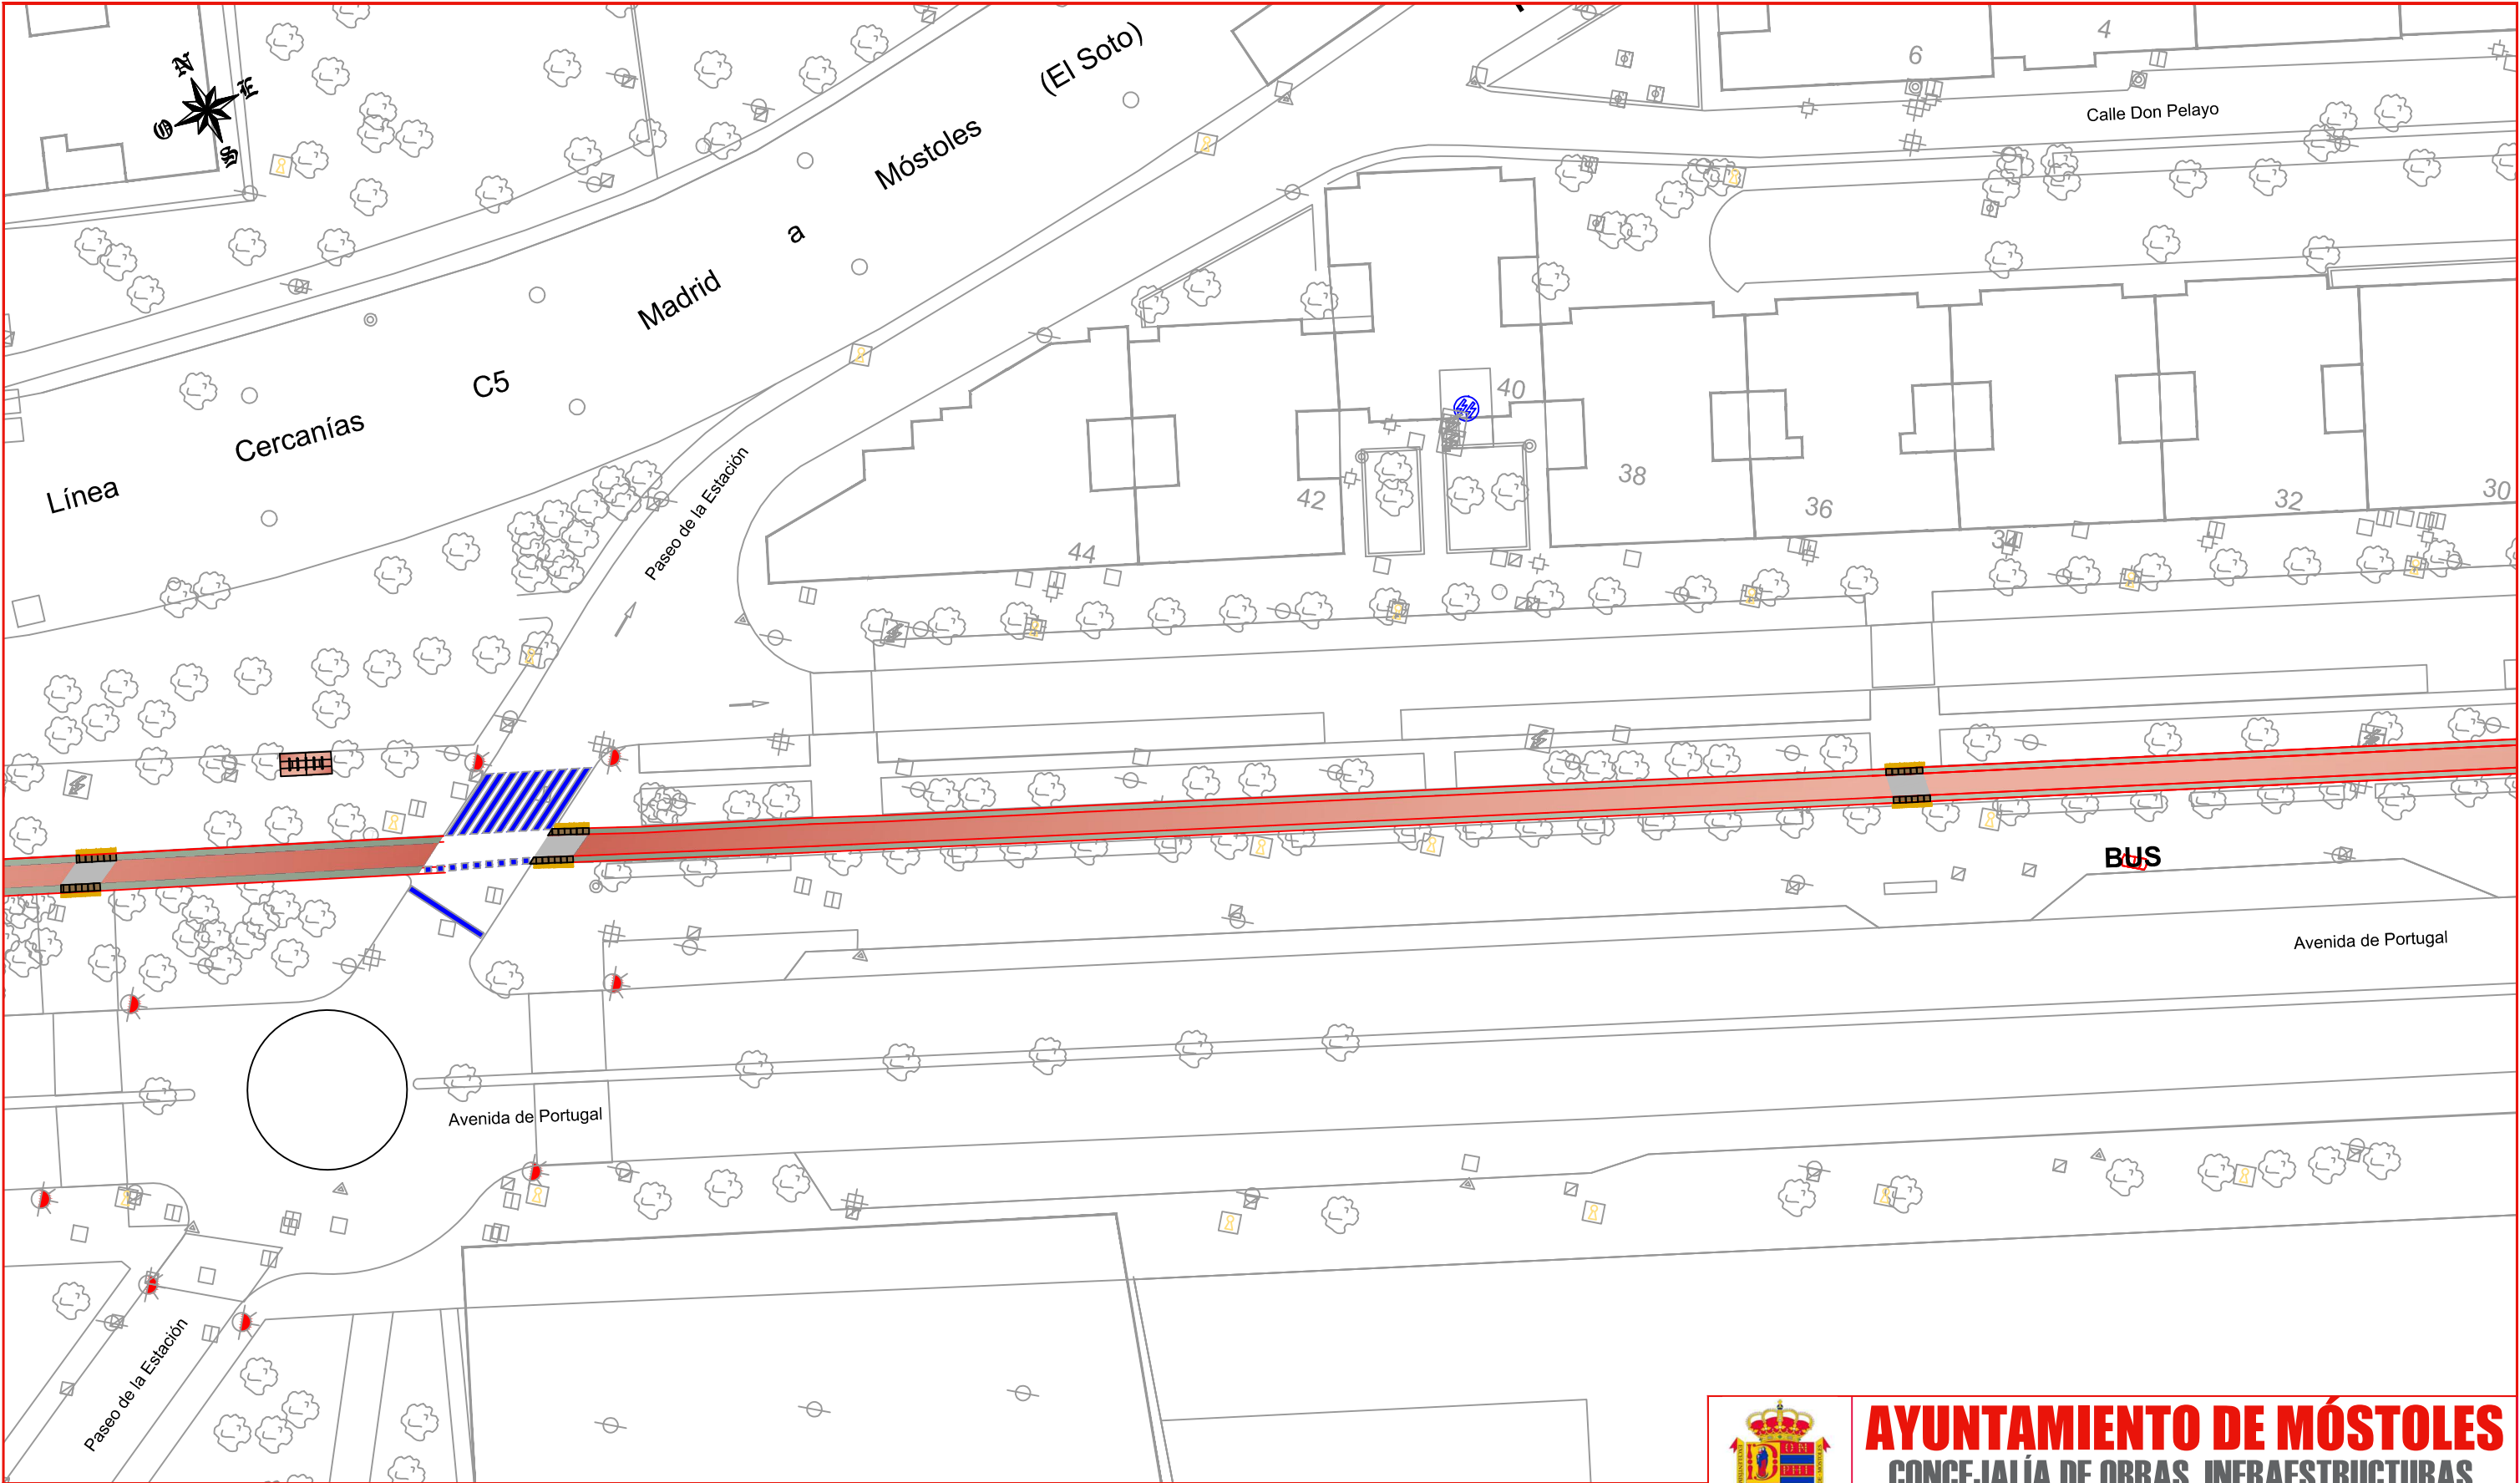 N
E
O
S
(El Soto)
Móstoles
a
Madrid
C5
Cercanías
Línea
6
4
Calle Don Pelayo
Paseo de la Estación
40
38
42
36
32
30
34
44
BUS
Avenida de Portugal
Avenida de Portugal
Paseo de la Estación
AYUNTAMIENTO DE MÓSTOLES
CONCEJALÍA DE OBRAS, INFRAESTRUCTURAS